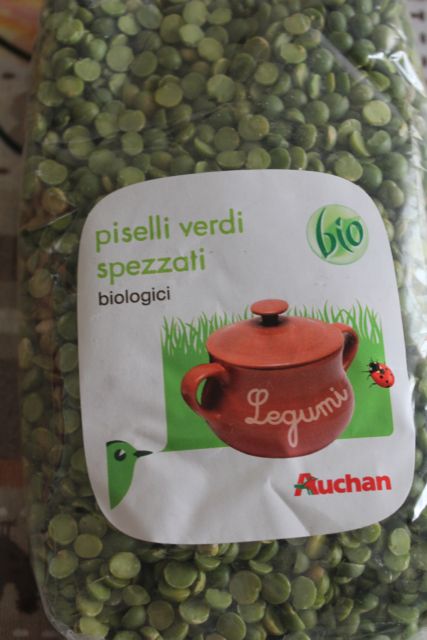 piselli verdi
spezzati
biologici
bio
Legumi
Auchan